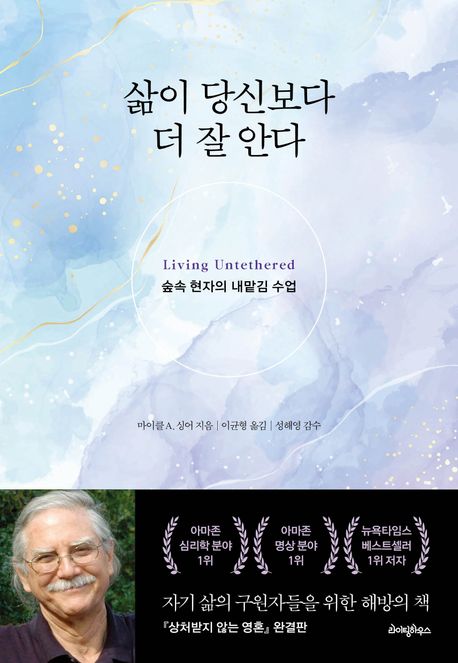 삶이 당신보다
더 잘 안다
Living Untethered
숲속 현자의 내맡김 수업
마이클 A. 싱어 지음 | 이균형 옮김 | 성해영 감수
아마존
심리학 분야
1위
아마존
명상 분야
1위
뉴욕타임스
베스트셀러
1위 저자
자기 삶의 구원자들을 위한 해방의 책
『상처받지 않는 영혼』 완결판
라이팅하우스